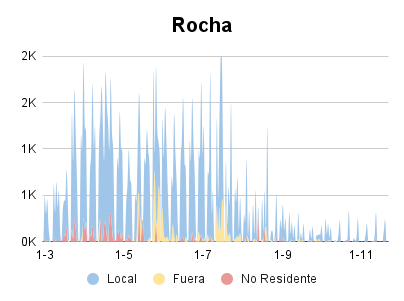 Rocha
2K
2K
1K
1K
0K
1-3 1-5 1-7 1-9 1-11
Local Fuera No Residente